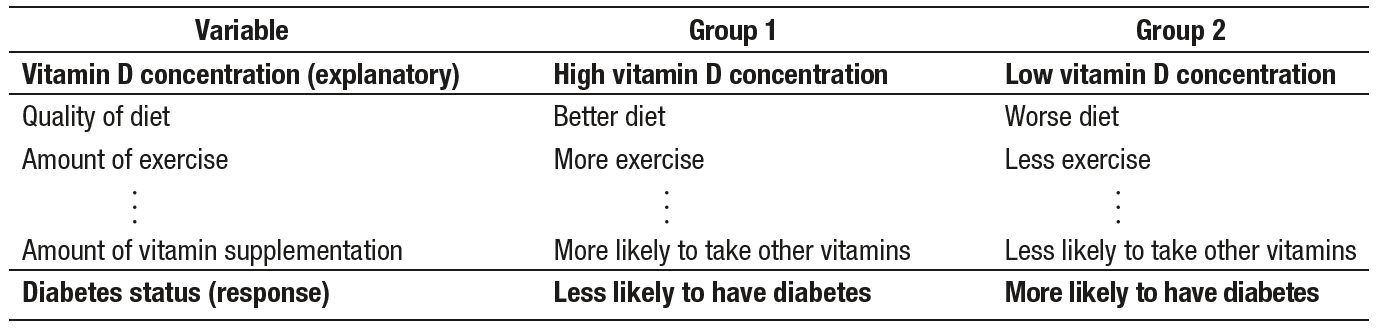 Variable Group 1 Group 2
Vitamin D concentration (explanatory) High vitamin D concentration Low vitamin D concentration
Quality of diet Better diet Worse diet
Amount of exercise More exercise Less exercise
⋮ ⋮ ⋮
Amount of vitamin supplementation More likely to take other vitamins Less likely to take other vitamins
Diabetes status (response) Less likely to have diabetes More likely to have diabetes